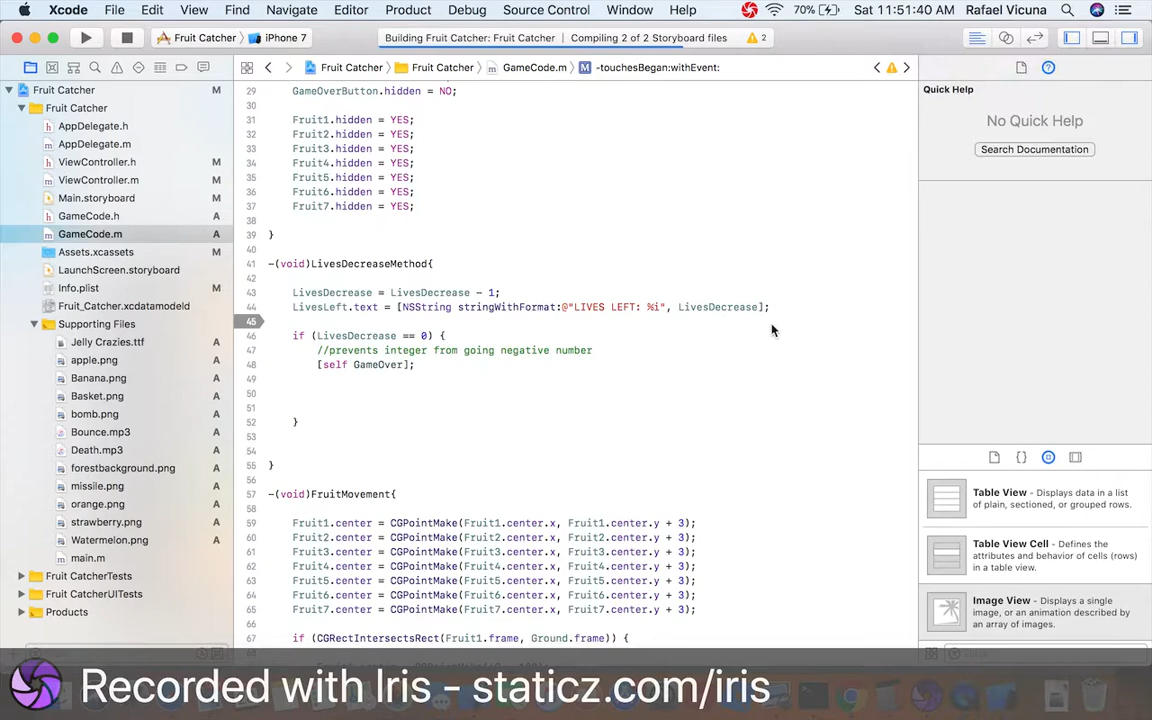 Xcode File Edit View Find Navigate Editor Product Debug Source Control Window Help 70% Sat 11:51:40 AM Rafael Vicuna
Fruit Catcher iPhone 7 Building Fruit Catcher: Fruit Catcher | Compiling 2 of 2 Storyboard files 2
Fruit Catcher Fruit Catcher GameCode.m M -touchesBegan:withEvent:
Fruit Catcher M
Fruit Catcher
AppDelegate.h
AppDelegate.m
ViewController.h M
ViewController.m M
Main.storyboard M
GameCode.h A
GameCode.m A
Assets.xcassets M
LaunchScreen.storyboard
Info.plist M
Fruit_Catcher.xcdatamodeld
Supporting Files
Jelly Crazies.ttf A
apple.png A
Banana.png A
Basket.png A
bomb.png A
Bounce.mp3 A
Death.mp3 A
forestbackground.png A
missile.png A
orange.png A
strawberry.png A
Watermelon.png A
main.m
Fruit CatcherTests
Fruit CatcherUITests
Products
29 GameOverButton.hidden = NO;
30
31 Fruit1.hidden = YES;
32 Fruit2.hidden = YES;
33 Fruit3.hidden = YES;
34 Fruit4.hidden = YES;
35 Fruit5.hidden = YES;
36 Fruit6.hidden = YES;
37 Fruit7.hidden = YES;
38
39 }
40
41 -(void)LivesDecreaseMethod{
42
43 LivesDecrease = LivesDecrease - 1;
44 LivesLeft.text = [NSString stringWithFormat:@"LIVES LEFT: %i", LivesDecrease];
45
46 if (LivesDecrease == 0) {
47 //prevents integer from going negative number
48 [self GameOver];
49
50
51
52 }
53
54
55 }
56
57 -(void)FruitMovement{
58
59 Fruit1.center = CGPointMake(Fruit1.center.x, Fruit1.center.y + 3);
60 Fruit2.center = CGPointMake(Fruit2.center.x, Fruit2.center.y + 3);
61 Fruit3.center = CGPointMake(Fruit3.center.x, Fruit3.center.y + 3);
62 Fruit4.center = CGPointMake(Fruit4.center.x, Fruit4.center.y + 3);
63 Fruit5.center = CGPointMake(Fruit5.center.x, Fruit5.center.y + 3);
64 Fruit6.center = CGPointMake(Fruit6.center.x, Fruit6.center.y + 3);
65 Fruit7.center = CGPointMake(Fruit7.center.x, Fruit7.center.y + 3);
66
67 if (CGRectIntersectsRect(Fruit1.frame, Ground.frame)) {
68
Quick Help
No Quick Help
Search Documentation
Table View - Displays data in a list
of plain, sectioned, or grouped rows.
Table View Cell - Defines the
attributes and behavior of cells (rows)
in a table view.
Image View - Displays a single
image, or an animation described by
an array of images.
Recorded with Iris - staticz.com/iris